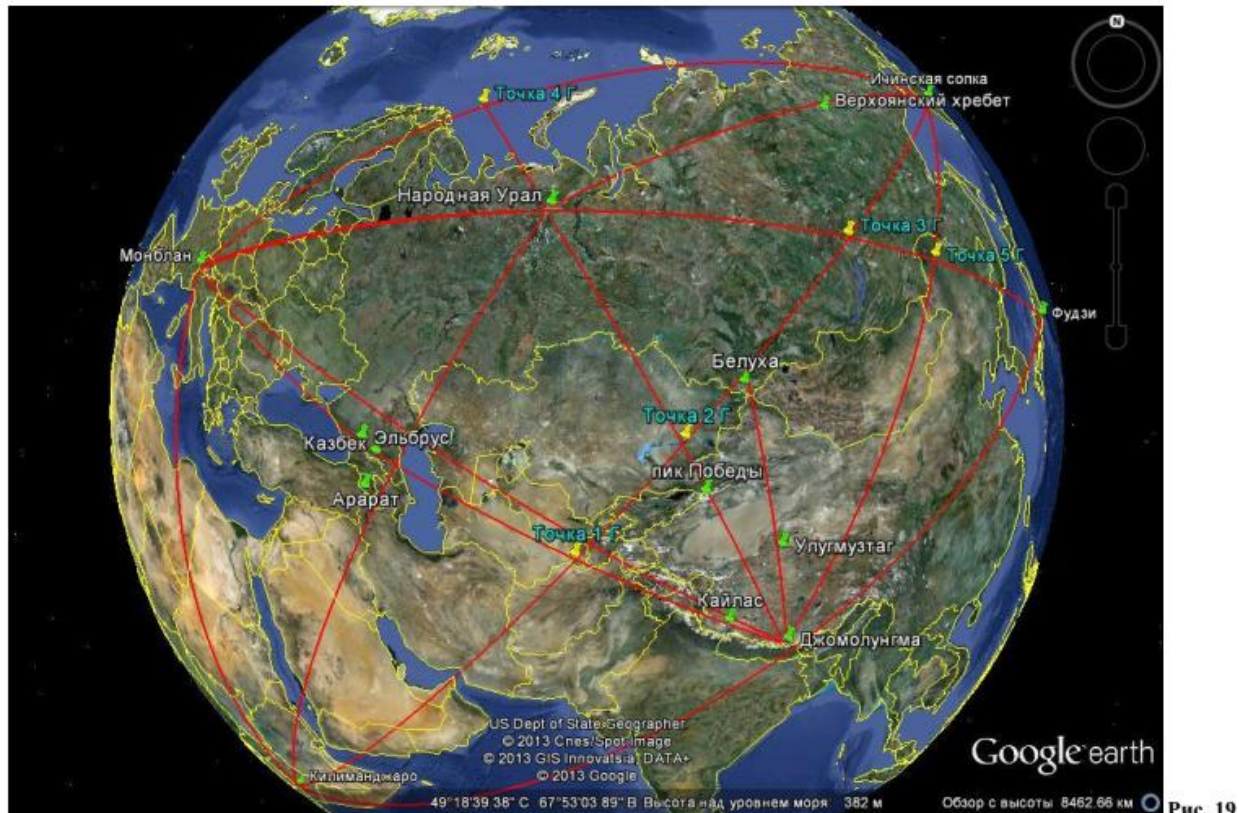 N
Ичинская сопка
Точка 4 Г
Верхоянский хребет
Народная Урал
Точка 3 Г
Монблан
Точка 5 Г
Фудзи
Белуха
Точка 2 Г
Казбек Эльбрус
пик Победы
Арарат
Точка 1 Г
Улугмузтаг
Кайлас
Джомолунгма
US Dept of State Geographer
© 2013 Cnes/Spot Image
© 2013 GIS Innovatsia, DATA+
© 2013 Google
Google earth
Килиманджаро
49°18'39.38" С 67°53'03.89" В Высота над уровнем моря 382 м Обзор с высоты 8462.66 км
Рис. 19